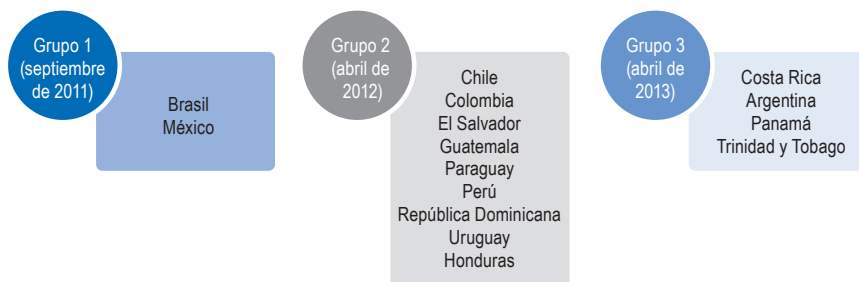 Grupo 1
(septiembre
de 2011)
Brasil
México
Grupo 2
(abril de
2012)
Chile
Colombia
El Salvador
Guatemala
Paraguay
Perú
República Dominicana
Uruguay
Honduras
Grupo 3
(abril de
2013)
Costa Rica
Argentina
Panamá
Trinidad y Tobago